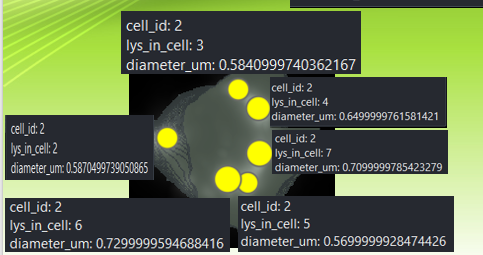 cell_id: 2
lys_in_cell: 3
diameter_um: 0.5840999740362167
cell_id: 2
lys_in_cell: 4
diameter_um: 0.6499999761581421
cell_id: 2
lys_in_cell: 2
diameter_um: 0.5870499739050865
cell_id: 2
lys_in_cell: 7
diameter_um: 0.7099999785423279
cell_id: 2
lys_in_cell: 6
diameter_um: 0.7299999594688416
cell_id: 2
lys_in_cell: 5
diameter_um: 0.5699999928474426